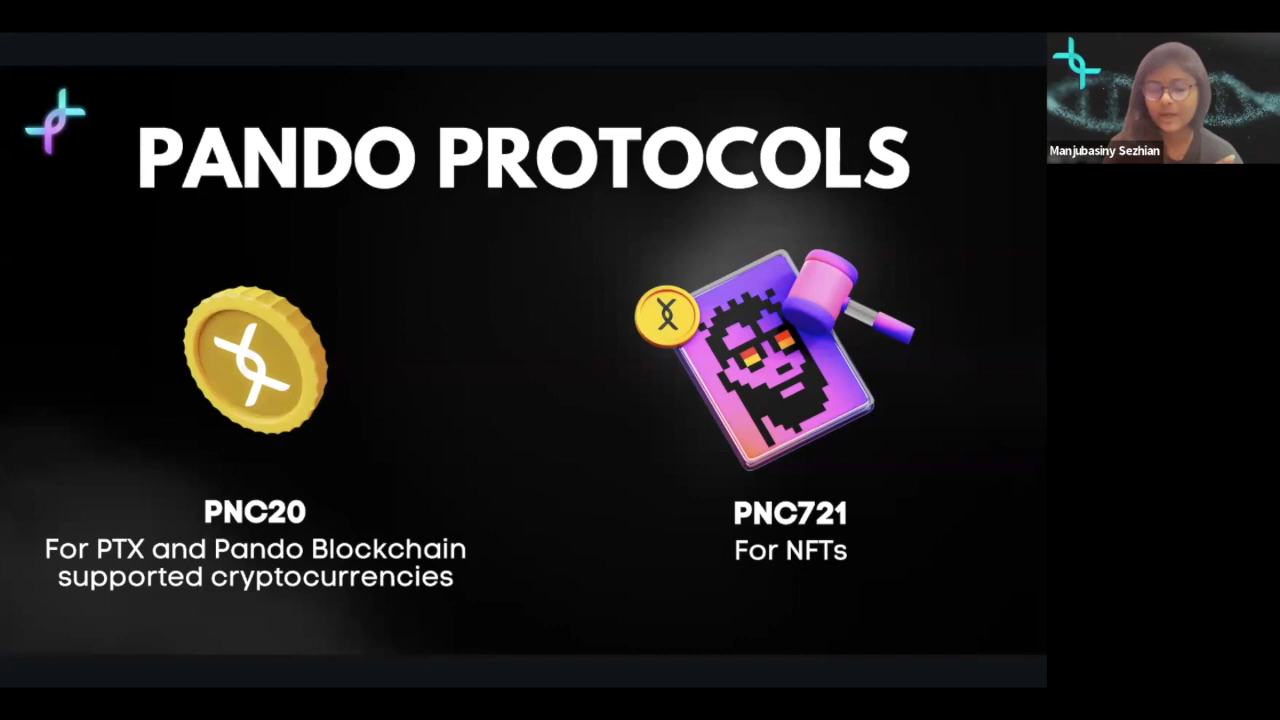 PANDO PROTOCOLS
PNC20
For PTX and Pando Blockchain
supported cryptocurrencies
PNC721
For NFTs
Manjubasiny Sezhian